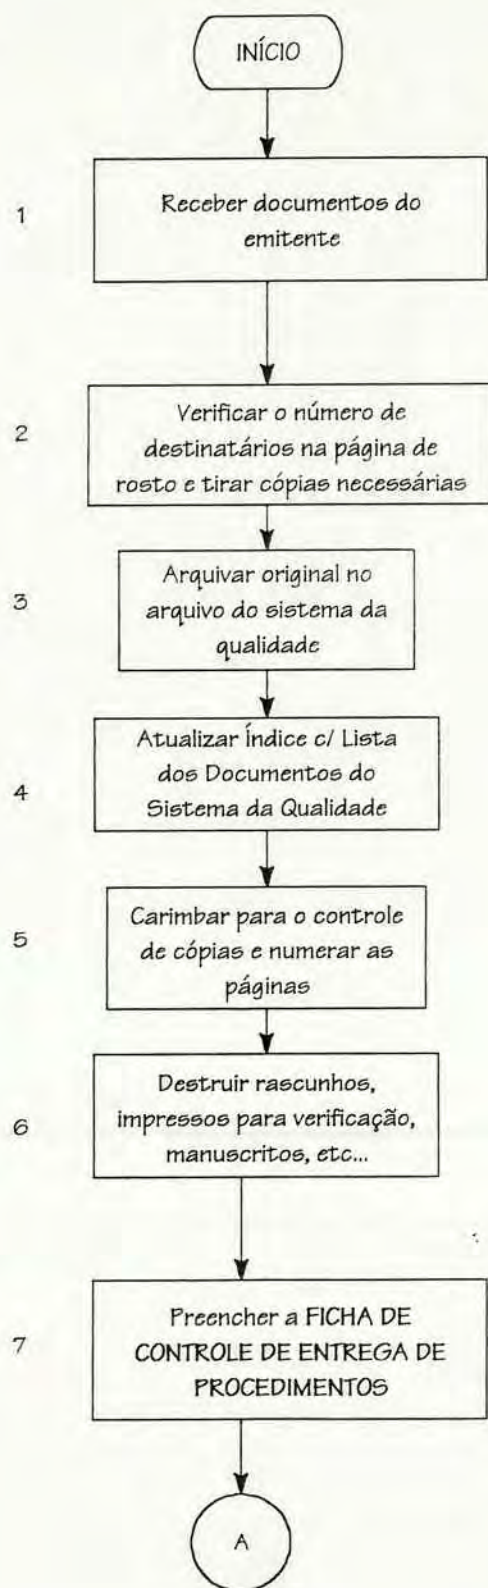 INÍCIO
1
Receber documentos do
emitente
2
Verificar o número de
destinatários na página de
rosto e tirar cópias necessárias
3
Arquivar original no
arquivo do sistema da
qualidade
4
Atualizar Índice c/ Lista
dos Documentos do
Sistema da Qualidade
5
Carimbar para o controle
de cópias e numerar as
páginas
6
Destruir rascunhos,
impressos para verificação,
manuscritos, etc...
7
Preencher a FICHA DE
CONTROLE DE ENTREGA DE
PROCEDIMENTOS
A